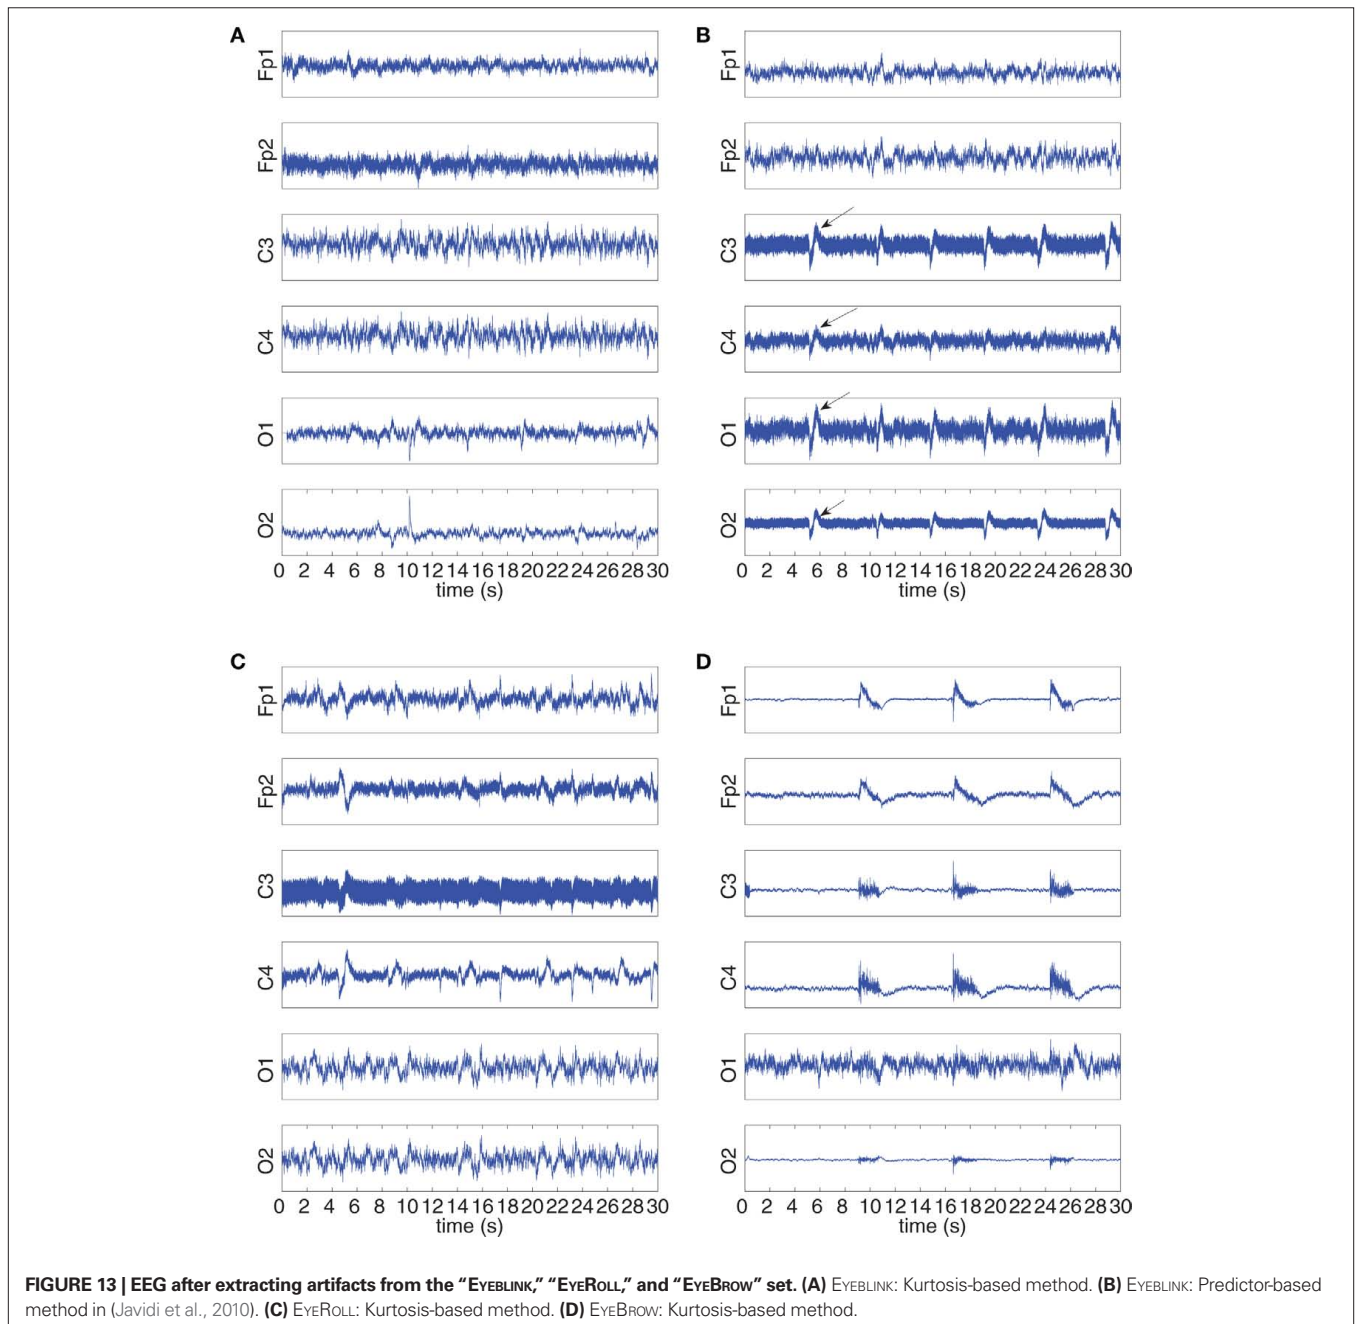 A
B
Fp1
Fp1
Fp2
Fp2
C3
C3
C4
C4
O1
O1
O2
O2
0 2 4 6 8 10 12 14 16 18 20 22 24 26 28 30
0 2 4 6 8 10 12 14 16 18 20 22 24 26 28 30
time (s)
time (s)
C
D
Fp1
Fp1
Fp2
Fp2
C3
C3
C4
C4
O1
O1
O2
O2
0 2 4 6 8 10 12 14 16 18 20 22 24 26 28 30
0 2 4 6 8 10 12 14 16 18 20 22 24 26 28 30
time (s)
time (s)
FIGURE 13 | EEG after extracting artifacts from the “EYEBLINK,” “EYEROLL,” and “EYEBROW” set. (A) EYEBLINK: Kurtosis-based method. (B) EYEBLINK: Predictor-based
method in (Javidi et al., 2010). (C) EYEROLL: Kurtosis-based method. (D) EYEBROW: Kurtosis-based method.